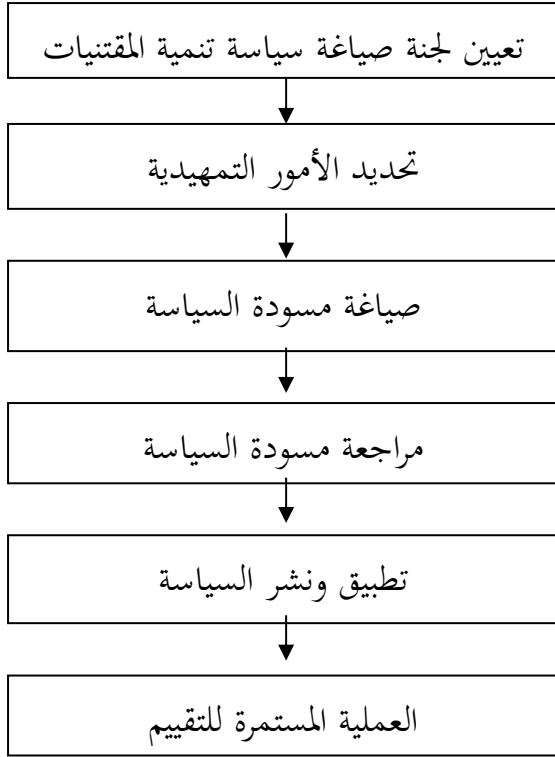 تعيين لجنة صياغة سياسة تنمية المقتنيات
تحديد الأمور التمهيدية
صياغة مسودة السياسة
مراجعة مسودة السياسة
تطبيق ونشر السياسة
العملية المستمرة للتقييم